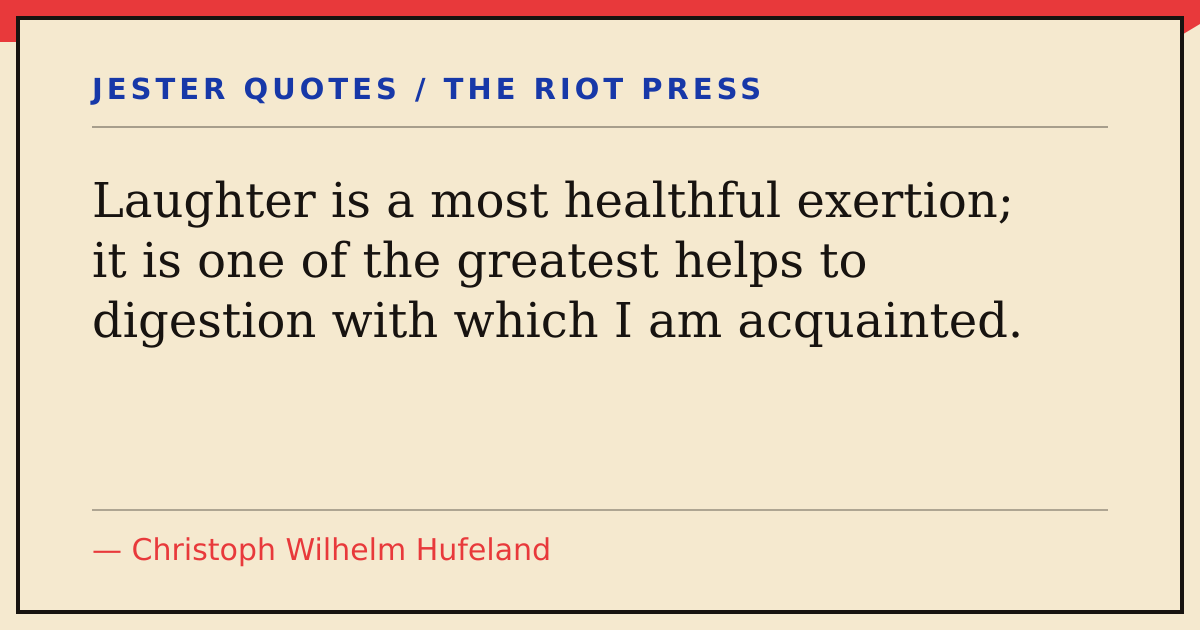 JESTER QUOTES / THE RIOT PRESS
Laughter is a most healthful exertion;
it is one of the greatest helps to
digestion with which I am acquainted.
— Christoph Wilhelm Hufeland